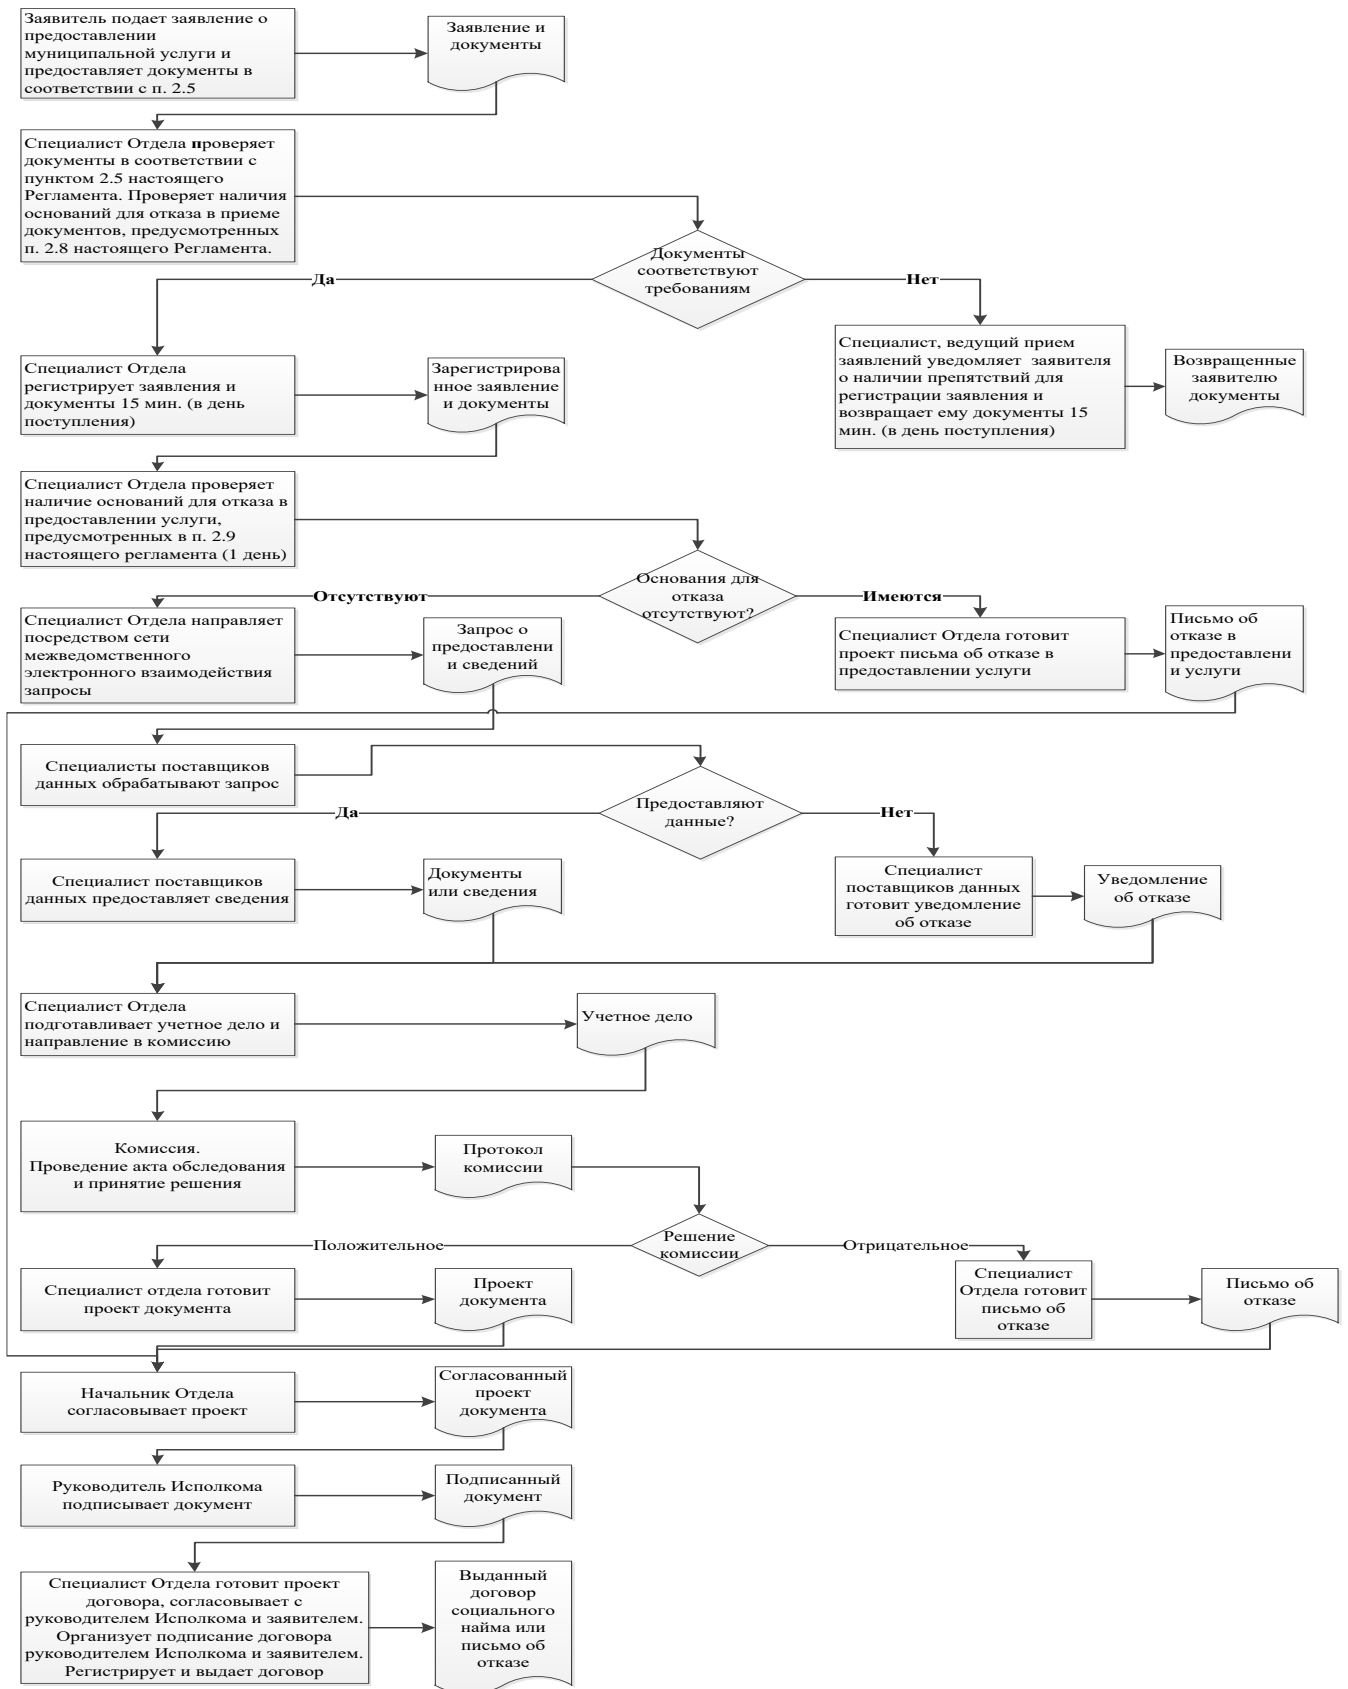 Заявитель подает заявление о
предоставлении
муниципальной услуги и
предоставляет документы в
соответствии с п. 2.5
Заявление и
документы
Специалист Отдела проверяет
документы в соответствии с
пунктом 2.5 настоящего
Регламента. Проверяет наличия
оснований для отказа в приеме
документов, предусмотренных
п. 2.8 настоящего Регламента.
Документы
соответствуют
требованиям
Да
Нет
Специалист Отдела
регистрирует заявления и
документы 15 мин. (в день
поступления)
Зарегистрирова
нное заявление
и документы
Специалист, ведущий прием
заявлений уведомляет заявителя
о наличии препятствий для
регистрации заявления и
возвращает ему документы 15
мин. (в день поступления)
Возвращенные
заявителю
документы
Специалист Отдела проверяет
наличие оснований для отказа в
предоставлении услуги,
предусмотренных в п. 2.9
настоящего регламента (1 день)
Основания для
отказа
отсутствуют?
Отсутствуют
Имеются
Специалист Отдела направляет
посредством сети
межведомственного
электронного взаимодействия
запросы
Запрос о
предоставлени
и сведений
Специалист Отдела готовит
проект письма об отказе в
предоставлении услуги
Письмо об
отказе в
предоставлени
и услуги
Специалисты поставщиков
данных обрабатывают запрос
Предоставляют
данные?
Да
Нет
Специалист поставщиков
данных предоставляет сведения
Документы
или сведения
Специалист
поставщиков данных
готовит уведомление
об отказе
Уведомление
об отказе
Специалист Отдела
подготавливает учетное дело и
направление в комиссию
Учетное дело
Комиссия.
Проведение акта обследования
и принятие решения
Протокол
комиссии
Решение
комиссии
Положительное
Отрицательное
Специалист отдела готовит
проект документа
Проект
документа
Специалист
Отдела готовит
письмо об
отказе
Письмо об
отказе
Начальник Отдела
согласовывает проект
Согласованный
проект
документа
Руководитель Исполкома
подписывает документ
Подписанный
документ
Специалист Отдела готовит проект
договора, согласовывает с
руководителем Исполкома и заявителем.
Организует подписание договора
руководителем Исполкома и заявителем.
Регистрирует и выдает договор
Выданный
договор
социального
найма или
письмо об
отказе